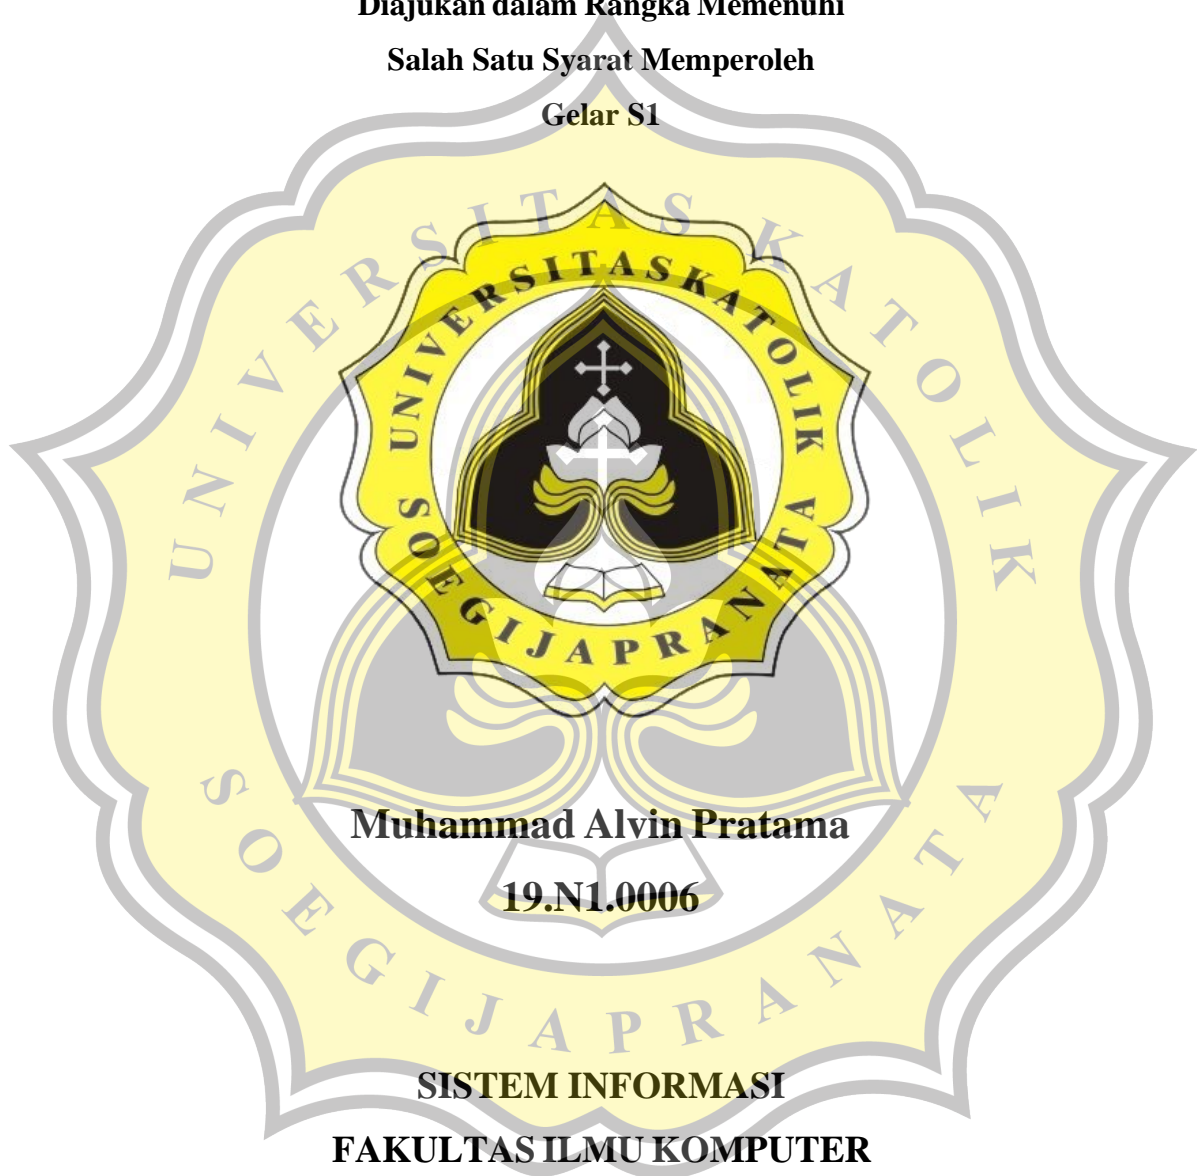 Diajukan dalam Rangka Memenuhi
Salah Satu Syarat Memperoleh
Gelar S1
UNIVERSITAS KATOLIK
SOEGIJAPRANATA
UNIVERSITAS KATOLIK
SOEGIJAPRANATA
Muhammad Alvin Pratama
19.N1.0006
SISTEM INFORMASI
FAKULTAS ILMU KOMPUTER